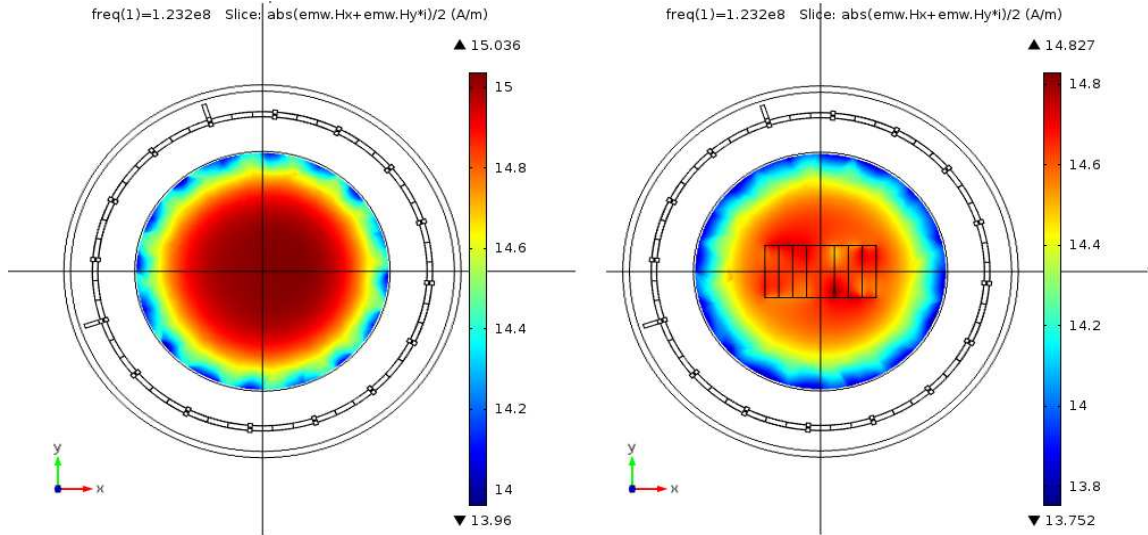 freq(1)=1.232e8 Slice: abs(emw.Hx+emw.Hy*i)/2 (A/m)
▲ 15.036
15
14.8
14.6
14.4
14.2
14
▼ 13.96
y
x
freq(1)=1.232e8 Slice: abs(emw.Hx+emw.Hy*i)/2 (A/m)
▲ 14.827
14.8
14.6
14.4
14.2
14
13.8
▼ 13.752
y
x